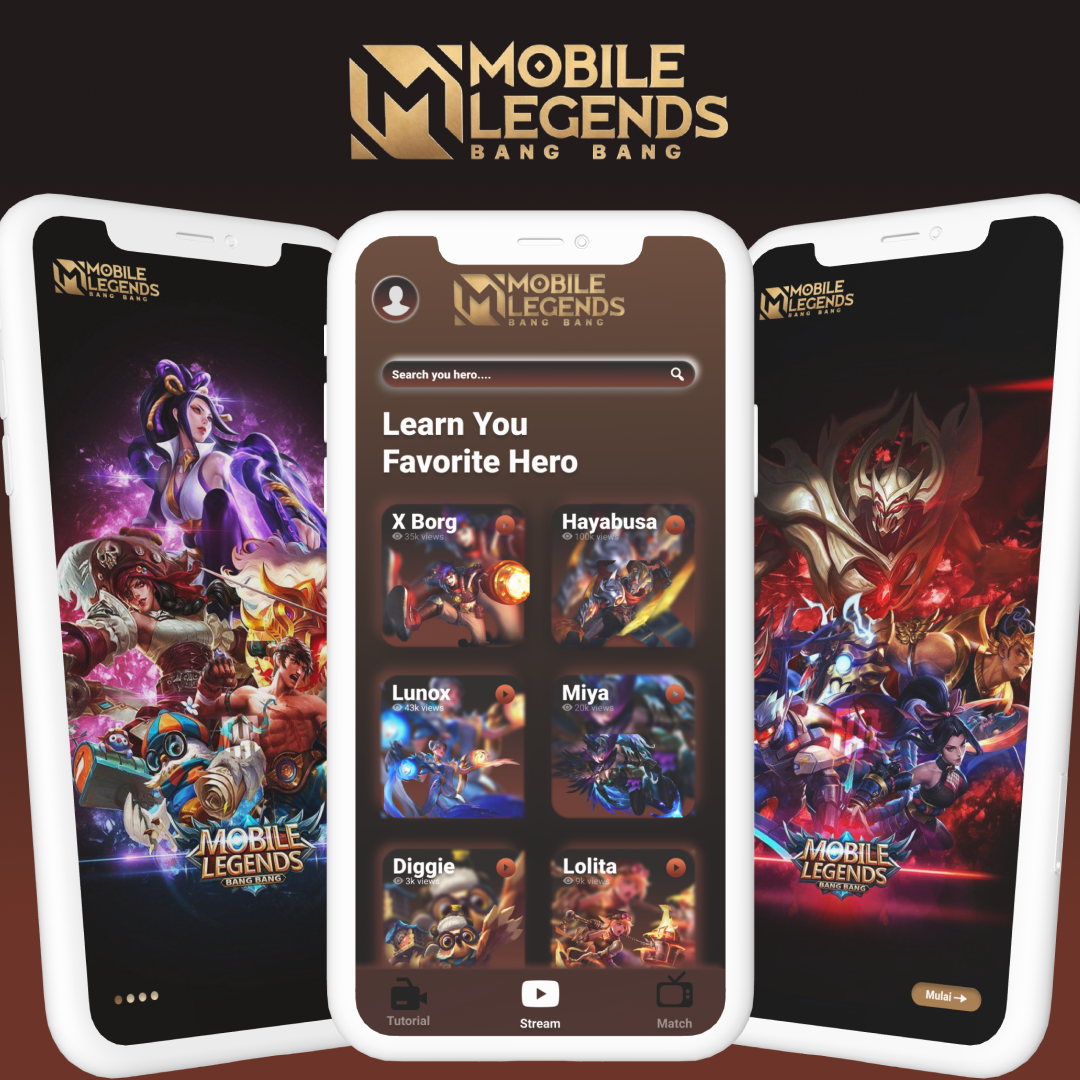 MOBILE
LEGENDS
BANG BANG
MOBILE
LEGENDS
BANG BANG
MOBILE
LEGENDS
BANG BANG
MOBILE
LEGENDS
BANG BANG
Search you hero....
Learn You
Favorite Hero
X Borg
35k views
Hayabusa
100k views
Lunox
43k views
Miya
20k views
Diggie
3k views
Lolita
9k views
Tutorial
Stream
Match
MOBILE
LEGENDS
BANG BANG
MOBILE
LEGENDS
BANG BANG
Mulai